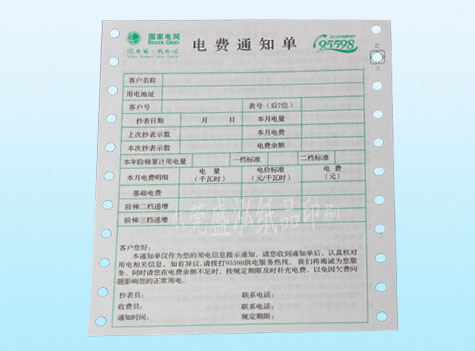 国家电网
STATE GRID
你用电·我用心
Your Power Our Care
电费通知单
95598
客户名称
用电地址
客户号 表号（后7位）
抄表日期 月 日 本月电量
上次抄表示数 本月电费
本次抄表示数 电费余额
本年阶梯累计用电量 一档标准 二档标准
本月电费明细 电量（千瓦时） 电价标准（元/千瓦时） 电费（元）
基础电费
阶梯二档递增
阶梯三档递增
东莞盛世纸品印刷
客户您好：
本通知单仅作为您的用电信息提示通知。请您收到通知单后，认真核对
用电相关信息。如有异议，请拨打95598供电服务热线，我们将竭诚为您服
务。同时请您在电费余额不足时，按规定期限及时补充电费，以免因欠费问
题影响您的正常用电。
抄表员： 联系电话：
收费员： 联系电话：
通知时间： 规定期限：